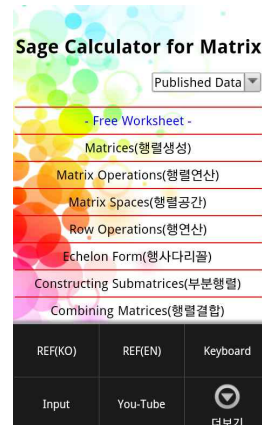 Sage Calculator for Matrix
Published Data
- Free Worksheet -
Matrices(행렬생성)
Matrix Operations(행렬연산)
Matrix Spaces(행렬공간)
Row Operations(행연산)
Echelon Form(행사다리꼴)
Constructing Submatrices(부분행렬)
Combining Matrices(행렬결합)
REF(KO) REF(EN) Keyboard
Input You-Tube 더보기